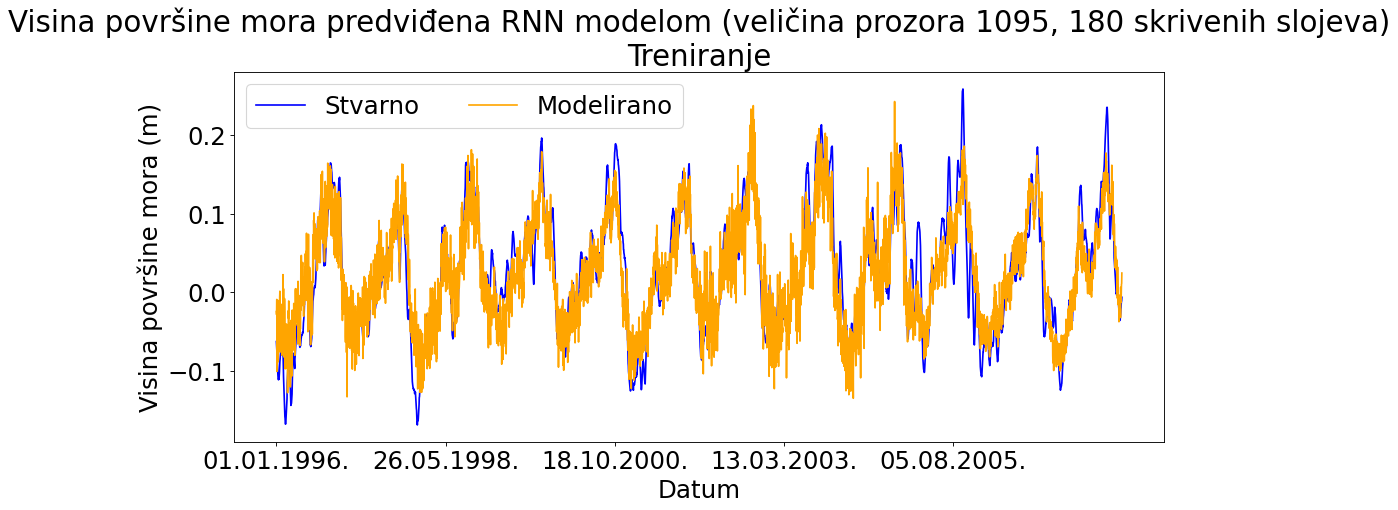 Visina površine mora predviđena RNN modelom (veličina prozora 1095, 180 skrivenih slojeva)
Treniranje
Stvarno Modelirano
Visina površine mora (m)
0.2
0.1
0.0
−0.1
01.01.1996. 26.05.1998. 18.10.2000. 13.03.2003. 05.08.2005.
Datum